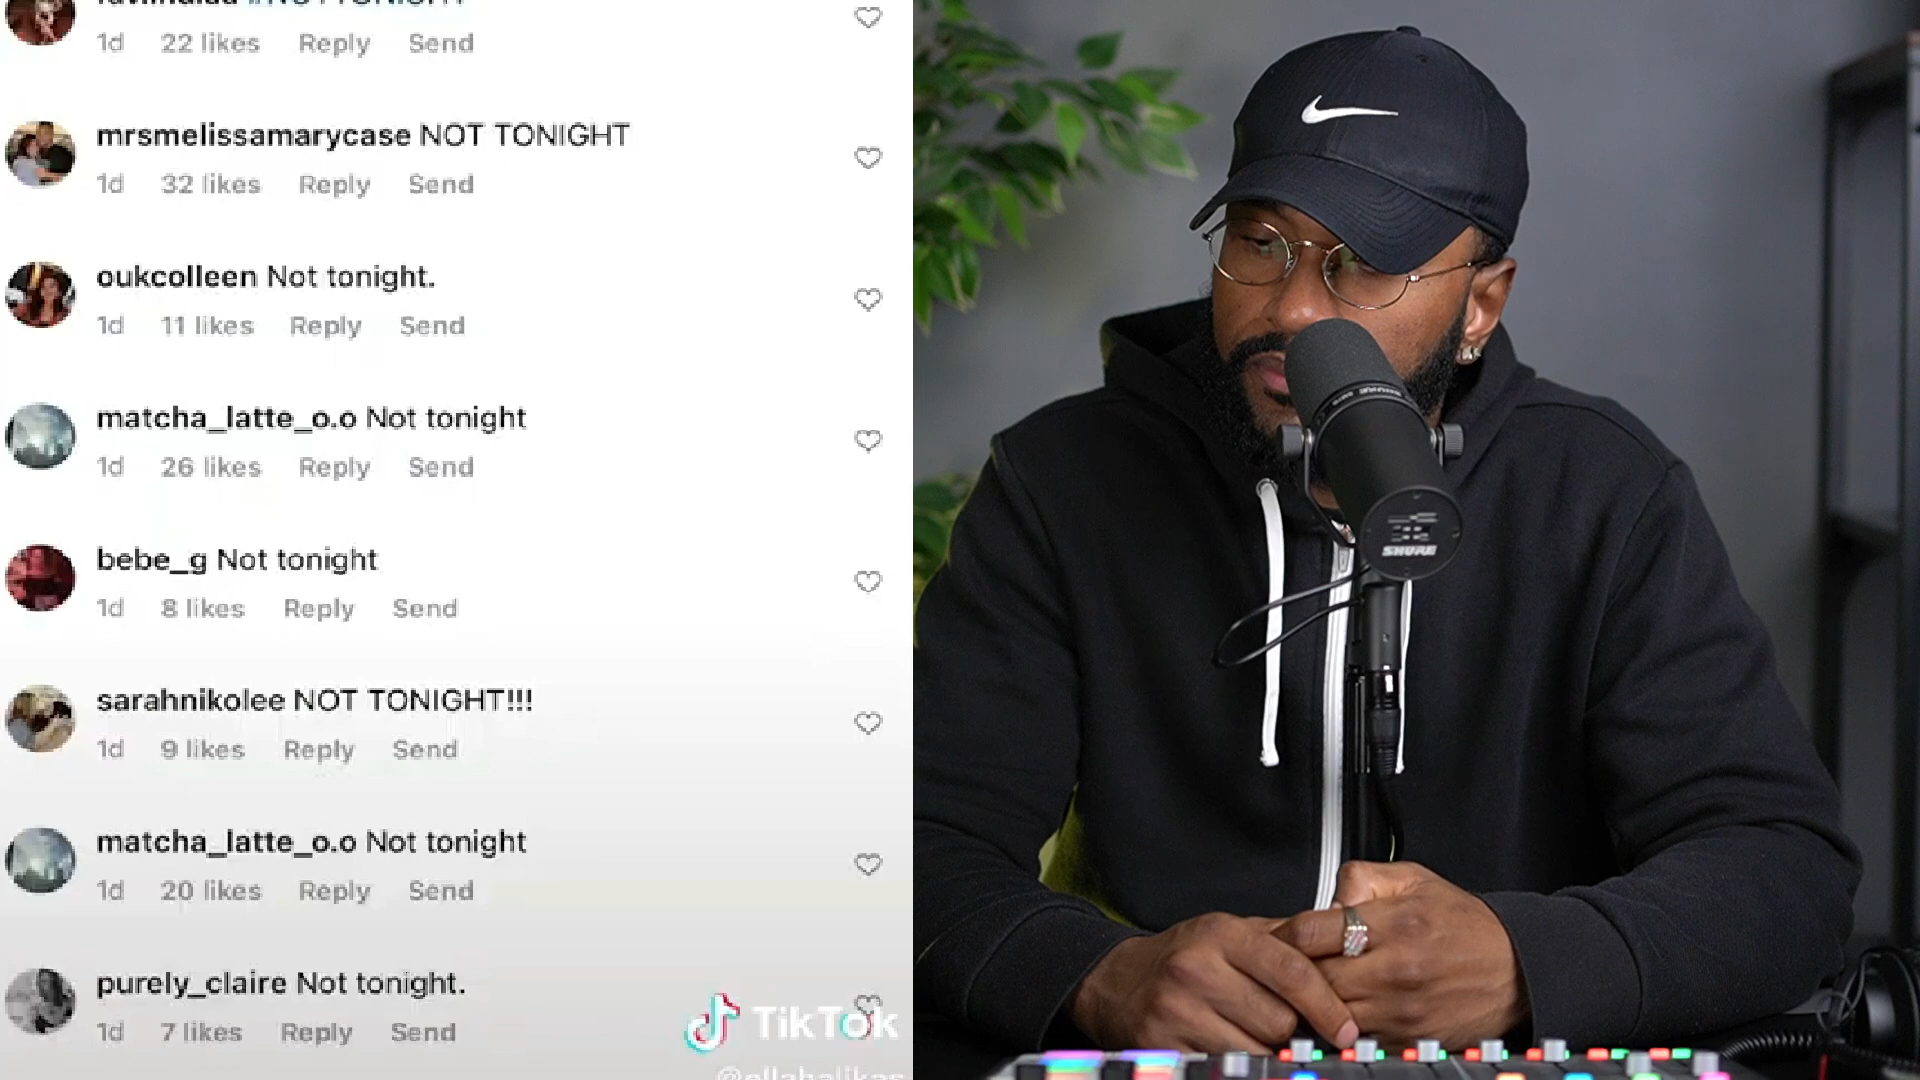 #NOTTONIGHT
1d 22 likes Reply Send
mrsmelissamarycase NOT TONIGHT
1d 32 likes Reply Send
oukcolleen Not tonight.
1d 11 likes Reply Send
matcha_latte_o.o Not tonight
1d 26 likes Reply Send
bebe_g Not tonight
1d 8 likes Reply Send
sarahnikolee NOT TONIGHT!!!
1d 9 likes Reply Send
matcha_latte_o.o Not tonight
1d 20 likes Reply Send
purely_claire Not tonight.
1d 7 likes Reply Send
TikTok
SHURE